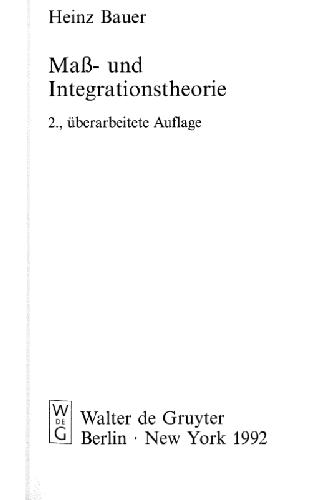 Heinz Bauer
Maß- und
Integrationstheorie
2., überarbeitete Auflage
W
DE
G
Walter de Gruyter
Berlin · New York 1992